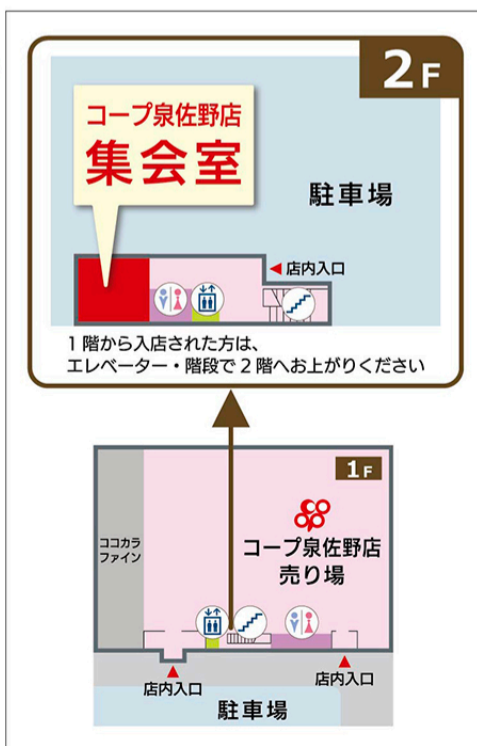 2F
コープ泉佐野店
集会室
駐車場
店内入口
1階から入店された方は、
エレベーター・階段で2階へお上がりください
1F
ココカラ
ファイン
コープ泉佐野店
売り場
店内入口
店内入口
駐車場